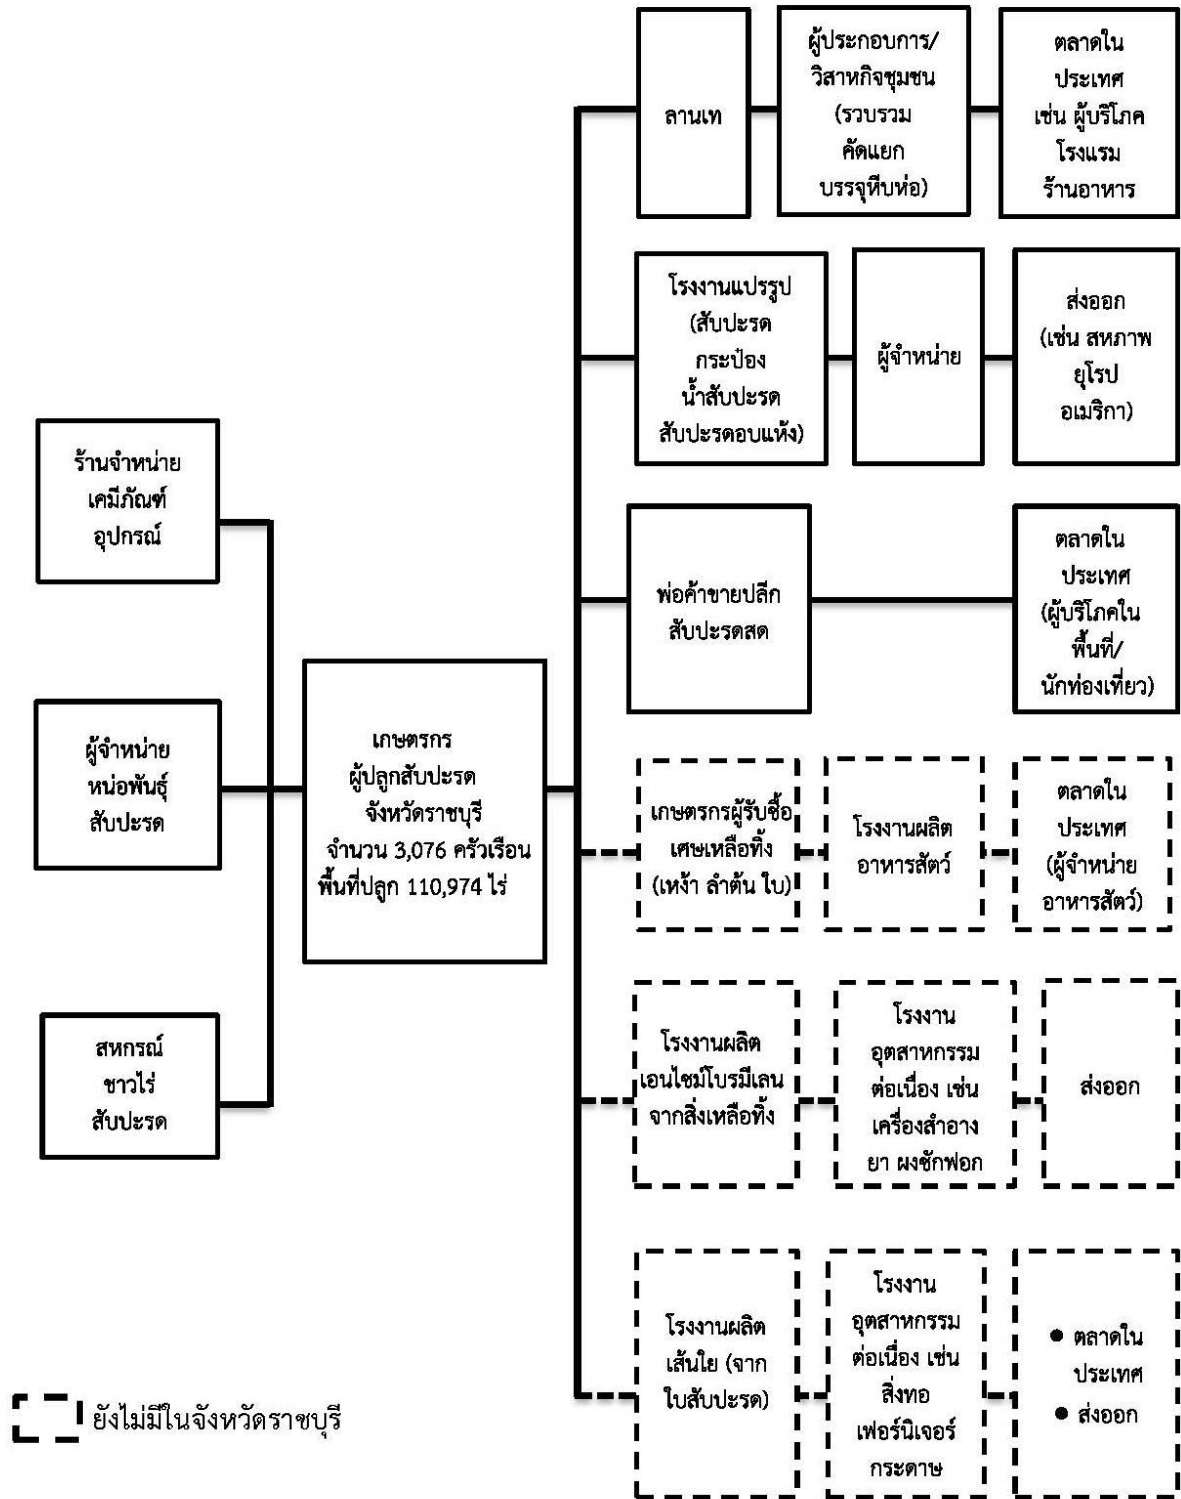 ลานเท
ผู้ประกอบการ/
วิสาหกิจชุมชน
(รวบรวม
คัดแยก
บรรจุหีบห่อ)
ตลาดใน
ประเทศ
เช่น ผู้บริโภค
โรงแรม
ร้านอาหาร
โรงงานแปรรูป
(สับปะรด
กระป๋อง
น้ำสับปะรด
สับปะรดอบแห้ง)
ผู้จำหน่าย
ส่งออก
(เช่น สหภาพ
ยุโรป
อเมริกา)
ร้านจำหน่าย
เคมีภัณฑ์
อุปกรณ์
พ่อค้าขายปลีก
สับปะรดสด
ตลาดใน
ประเทศ
(ผู้บริโภคใน
พื้นที่/
นักท่องเที่ยว)
ผู้จำหน่าย
หน่อพันธุ์
สับปะรด
เกษตรกร
ผู้ปลูกสับปะรด
จังหวัดราชบุรี
จำนวน 3,076 ครัวเรือน
พื้นที่ปลูก 110,974 ไร่
เกษตรกรผู้รับซื้อ
เศษเหลือทิ้ง
(เหง้า ลำต้น ใบ)
โรงงานผลิต
อาหารสัตว์
ตลาดใน
ประเทศ
(ผู้จำหน่าย
อาหารสัตว์)
สหกรณ์
ชาวไร่
สับปะรด
โรงงานผลิต
เอนไซม์โบรมีเลน
จากสิ่งเหลือทิ้ง
โรงงาน
อุตสาหกรรม
ต่อเนื่อง เช่น
เครื่องสำอาง
ยา ผงซักฟอก
ส่งออก
โรงงานผลิต
เส้นใย (จาก
ใบสับปะรด)
โรงงาน
อุตสาหกรรม
ต่อเนื่อง เช่น
สิ่งทอ
เฟอร์นิเจอร์
กระดาษ
● ตลาดใน
ประเทศ
● ส่งออก
ยังไม่มีในจังหวัดราชบุรี